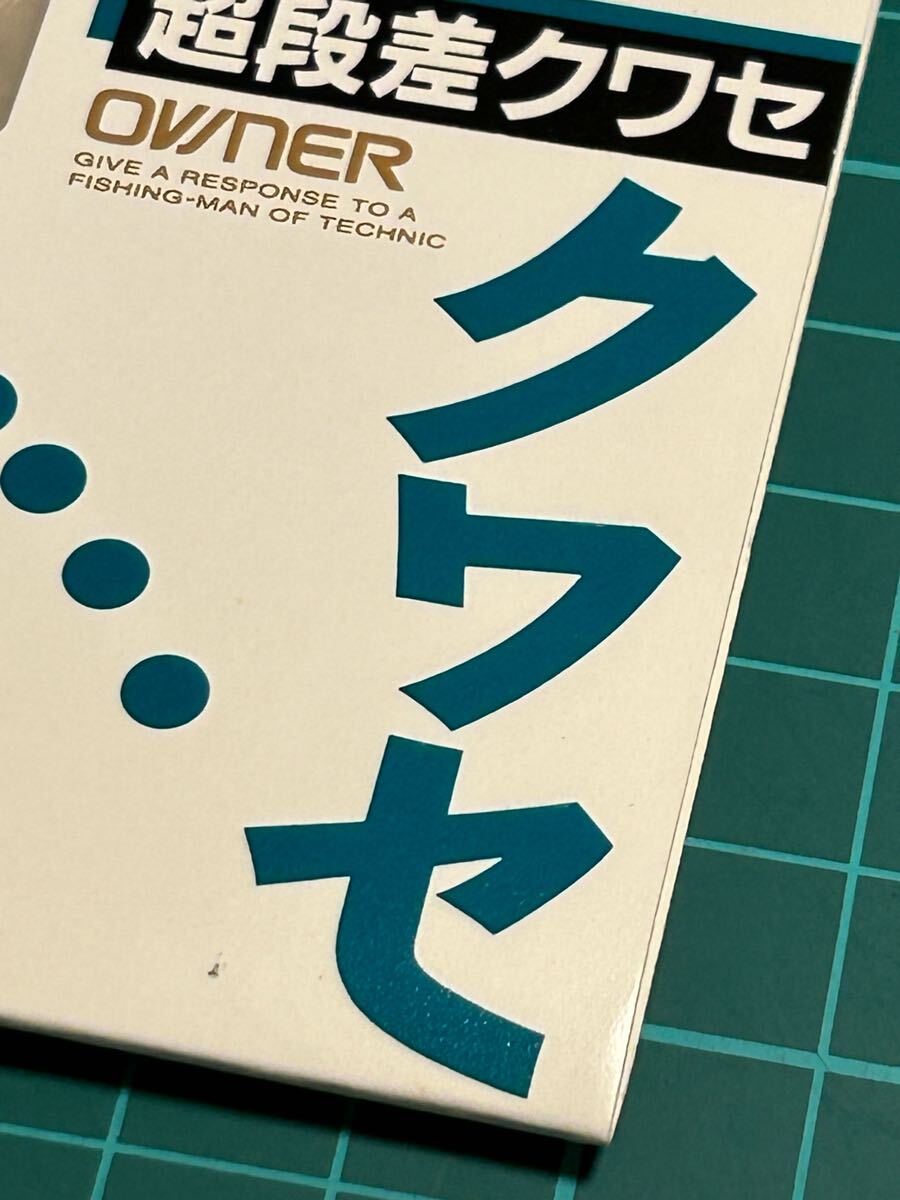 超段差クワセ
OWNER
GIVE A RESPONSE TO A
FISHING-MAN OF TECHNIC
クワセ